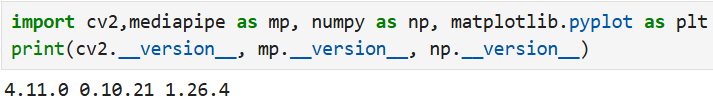 import cv2,mediapipe as mp, numpy as np, matplotlib.pyplot as plt
print(cv2.__version__, mp.__version__, np.__version__)
4.11.0 0.10.21 1.26.4